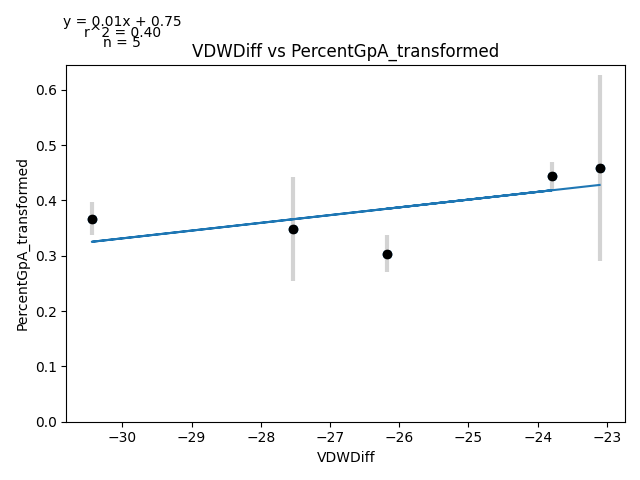 y = 0.01x + 0.75
r^2 = 0.40
n = 5
VDWDiff vs PercentGpA_transformed
PercentGpA_transformed
0.6
0.5
0.4
0.3
0.2
0.1
0.0
−30
−29
−28
−27
−26
−25
−24
−23
VDWDiff